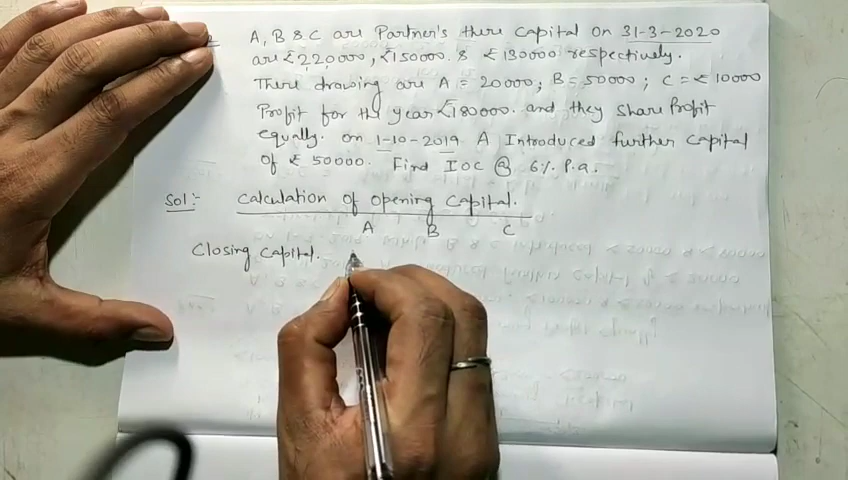 A, B & C are Partner's there Capital on 31-3-2020
are ₹220000, ₹150000. & ₹130000 respectively.
There drawing are A = 20000; B = 50000; C = ₹10000
Profit for the year ₹180000. and they Share Profit
equally. on 1-10-2019 A Introduced further Capital
of ₹ 50000. Find IOC @ 6% P.a.
Sol:- Calculation of opening Capital.
A B C
Closing Capital.